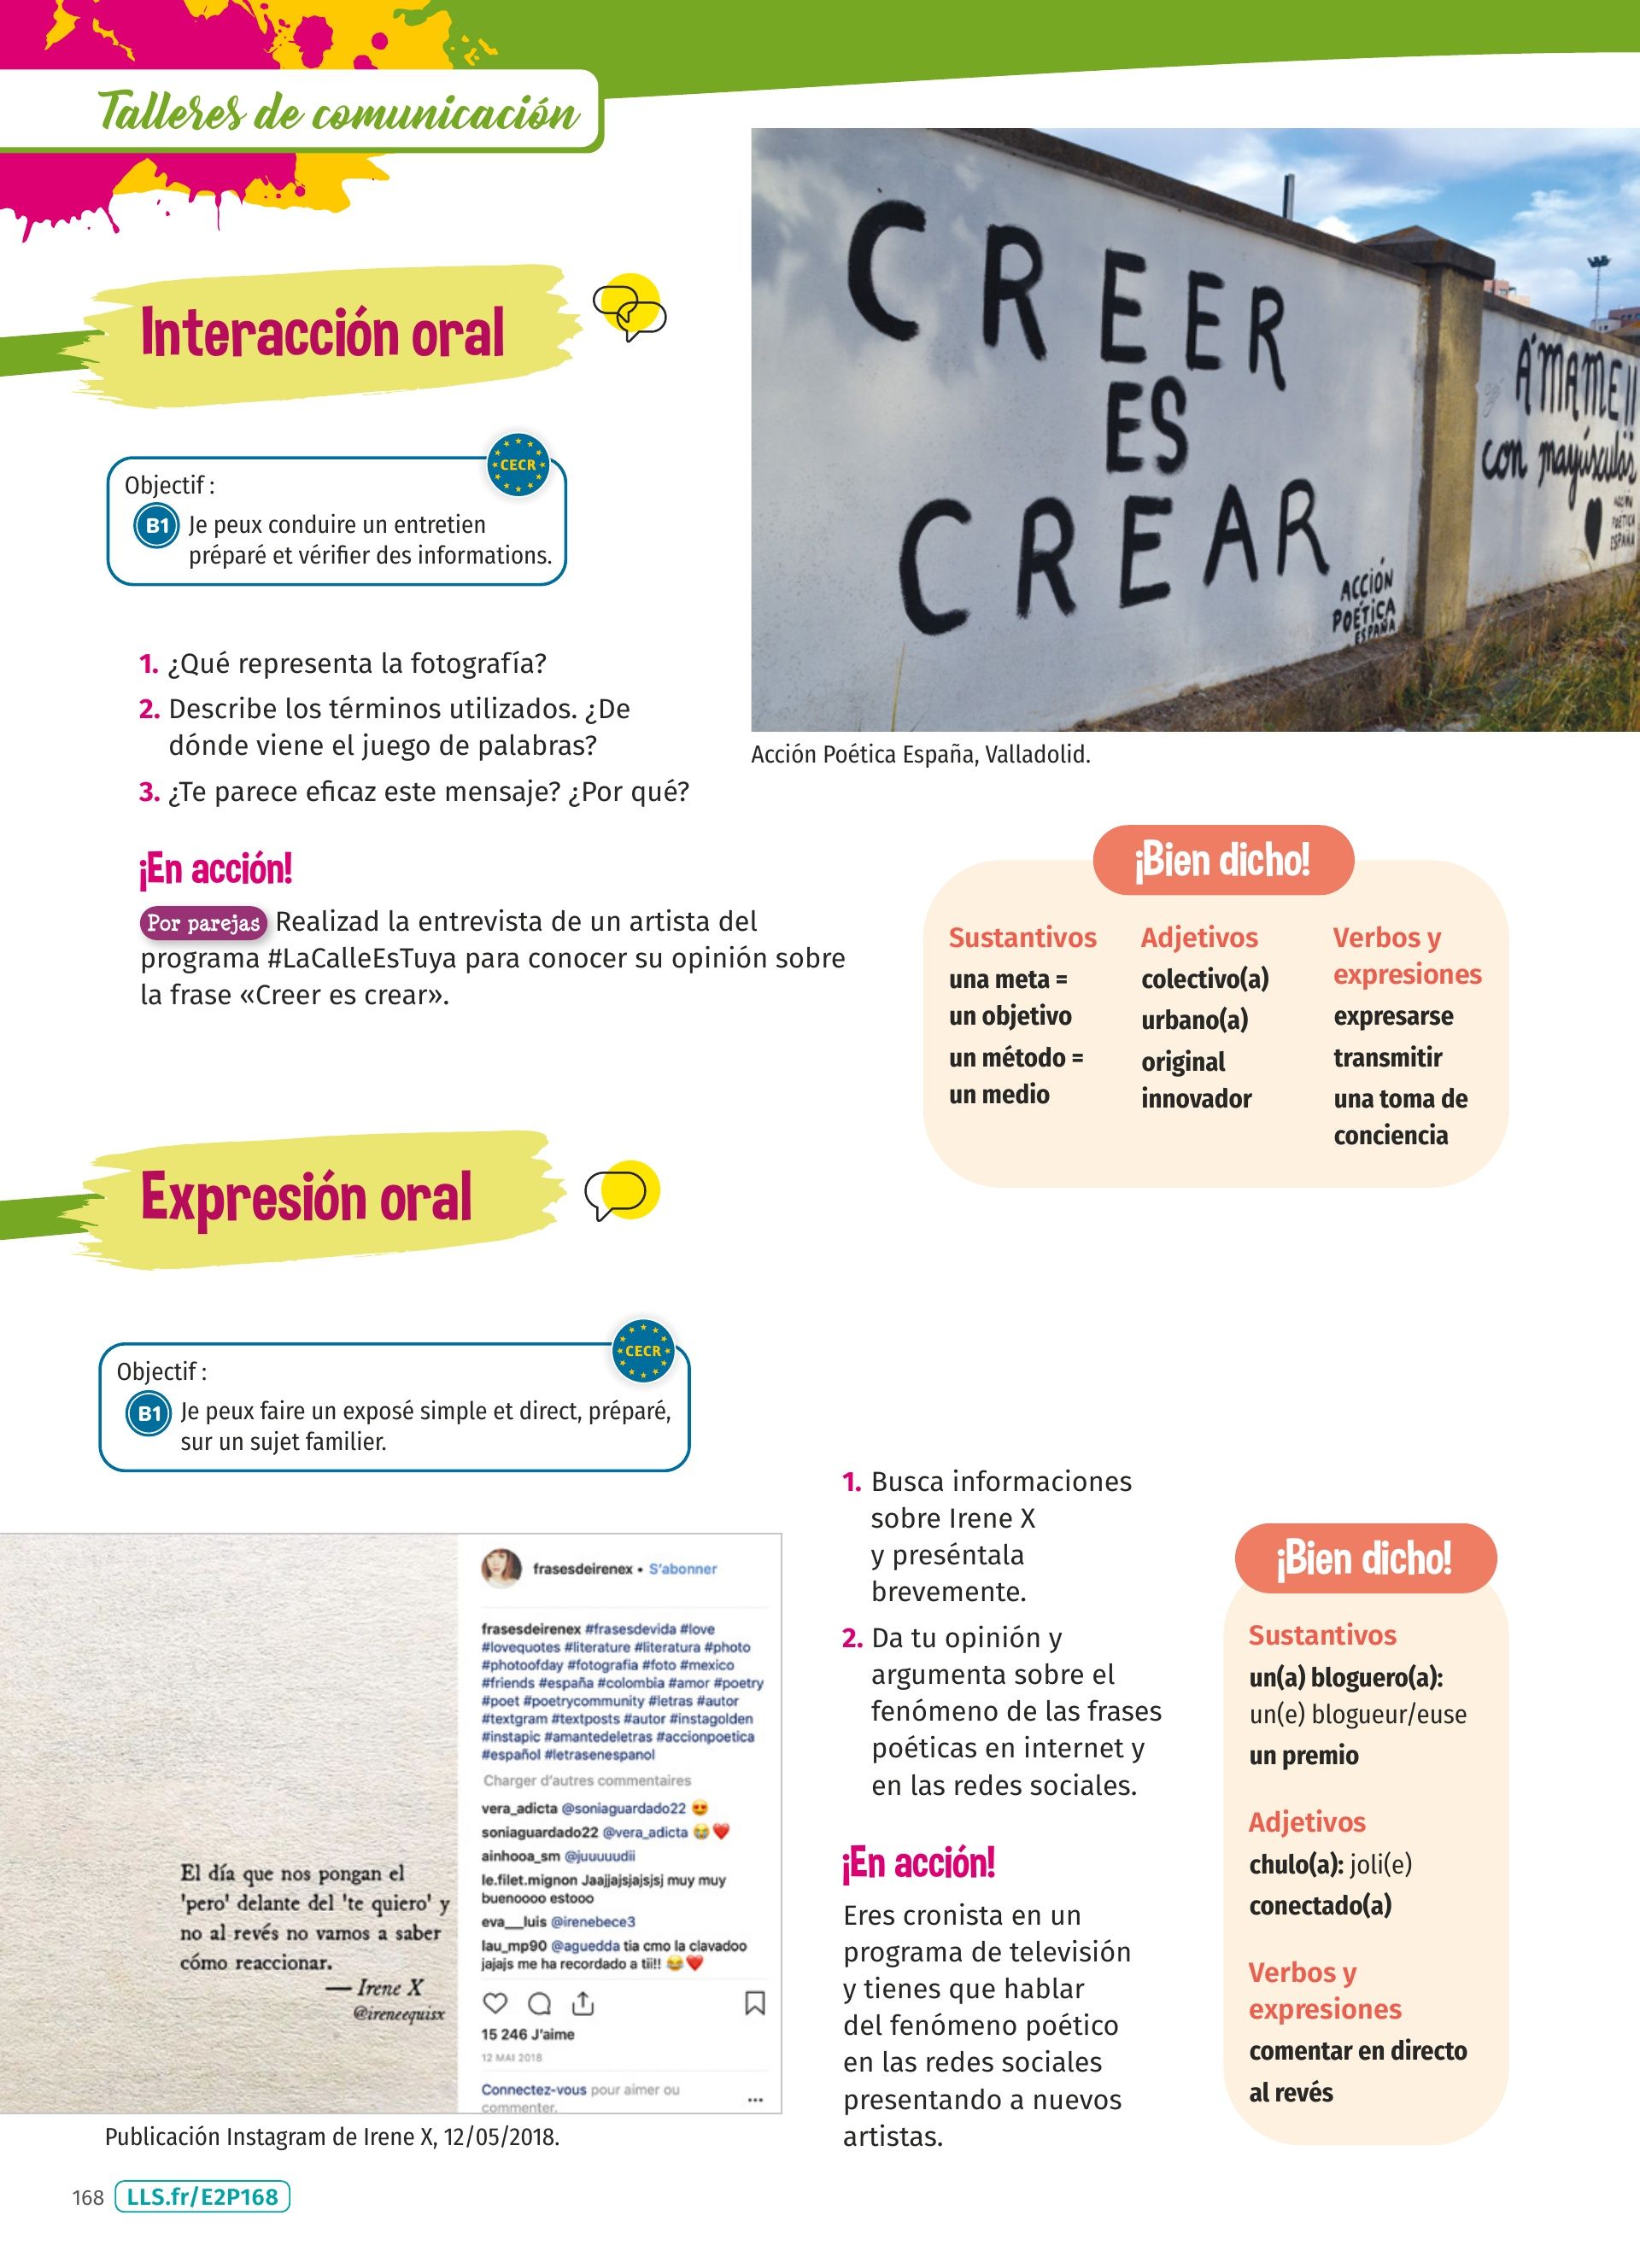 Talleres de comunicación
Interacción oral
CECR
Objectif :
B1 Je peux conduire un entretien
préparé et vérifier des informations.
1. ¿Qué representa la fotografía?
2. Describe los términos utilizados. ¿De
dónde viene el juego de palabras?
3. ¿Te parece eficaz este mensaje? ¿Por qué?
¡En acción!
Por parejas Realizad la entrevista de un artista del
programa #LaCalleEsTuya para conocer su opinión sobre
la frase «Creer es crear».
CREER
ES
CREAR
ACCIÓN
POÉTICA
ESPAÑA
AMAME!!
con mayúsculas
ACCIÓN
POÉTICA
ESPAÑA
Acción Poética España, Valladolid.
¡Bien dicho!
Sustantivos
una meta =
un objetivo
un método =
un medio
Adjetivos
colectivo(a)
urbano(a)
original
innovador
Verbos y
expresiones
expresarse
transmitir
una toma de
conciencia
Expresión oral
CECR
Objectif :
B1 Je peux faire un exposé simple et direct, préparé,
sur un sujet familier.
El día que nos pongan el
'pero' delante del 'te quiero' y
no al revés no vamos a saber
cómo reaccionar.
— Irene X
@ireneequisx
frasesdeirenex • S'abonner
frasesdeirenex #frasesdevida #love
#lovequotes #literature #literatura #photo
#photoofday #fotografia #foto #mexico
#friends #españa #colombia #amor #poetry
#poet #poetrycommunity #letras #autor
#textgram #textposts #autor #instagolden
#instapic #amantedeletras #accionpoetica
#español #letrasenespanol
Charger d'autres commentaires
vera_adicta @soniaguardado22 😍
soniaguardado22 @vera_adicta 😭❤️
ainhooa_sm @juuuuudii
le.filet.mignon Jaajjajsjajsjsj muy muy
buenoooo estooo
eva__luis @irenebece3
lau_mp90 @aguedda tia cmo la clavadoo
jajajs me ha recordado a tii!! 😂❤️
15 246 J'aime
12 MAI 2018
Connectez-vous pour aimer ou
commenter.
Publicación Instagram de Irene X, 12/05/2018.
1. Busca informaciones
sobre Irene X
y preséntala
brevemente.
2. Da tu opinión y
argumenta sobre el
fenómeno de las frases
poéticas en internet y
en las redes sociales.
¡En acción!
Eres cronista en un
programa de televisión
y tienes que hablar
del fenómeno poético
en las redes sociales
presentando a nuevos
artistas.
¡Bien dicho!
Sustantivos
un(a) bloguero(a):
un(e) blogueur/euse
un premio
Adjetivos
chulo(a): joli(e)
conectado(a)
Verbos y
expresiones
comentar en directo
al revés
168 LLS.fr/E2P168